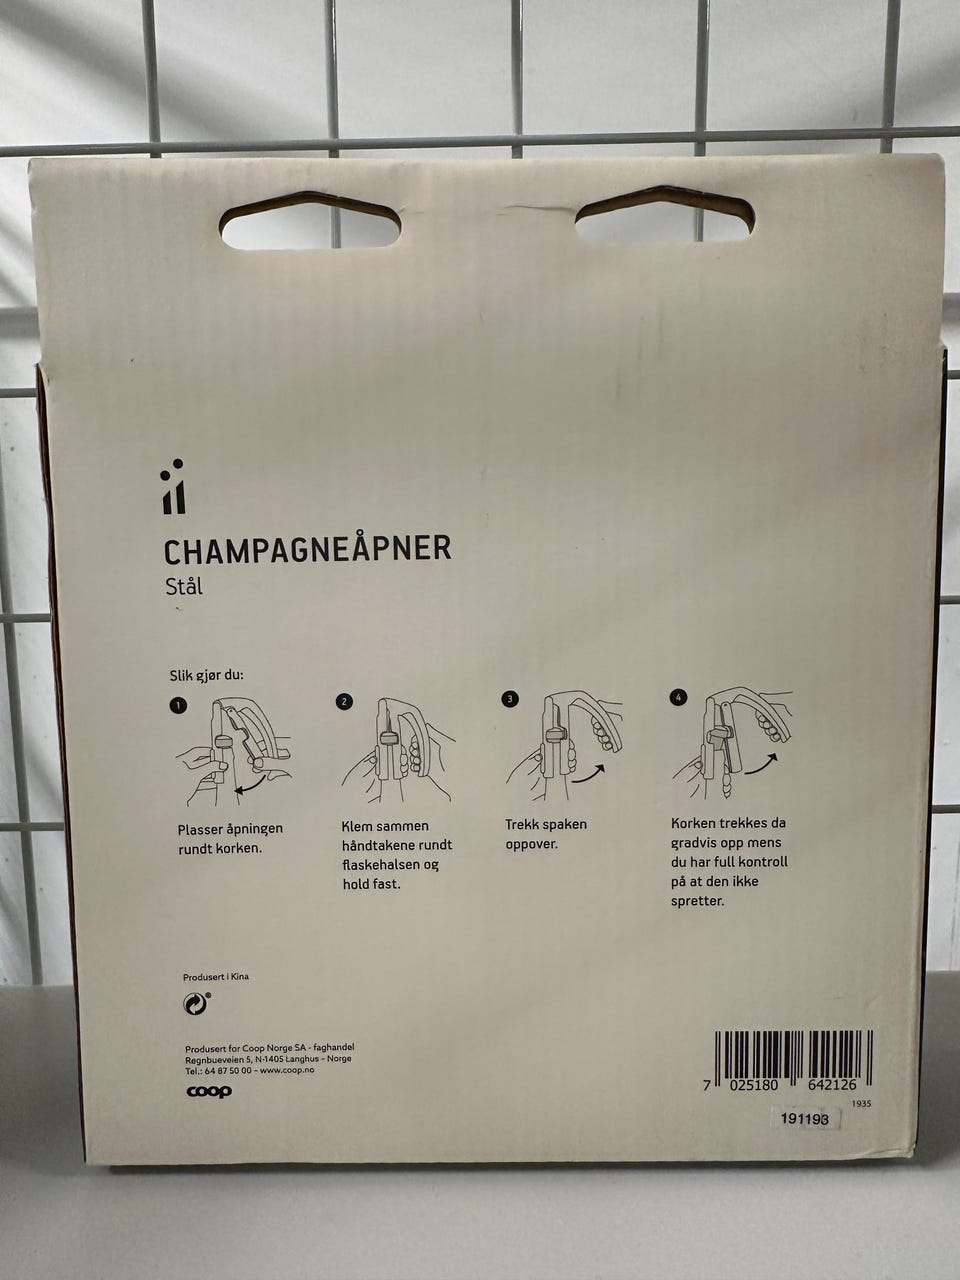 CHAMPAGNEÅPNER
Stål
Slik gjør du:
1
Plasser åpningen
rundt korken.
2
Klem sammen
håndtakene rundt
flaskehalsen og
hold fast.
3
Trekk spaken
oppover.
4
Korken trekkes da
gradvis opp mens
du har full kontroll
på at den ikke
spretter.
Produsert i Kina
®
Produsert for Coop Norge SA - faghandel
Regnbueveien 5, N-1405 Langhus - Norge
Tel.: 64 87 50 00 - www.coop.no
coop
7 025180 642126
1935
191193